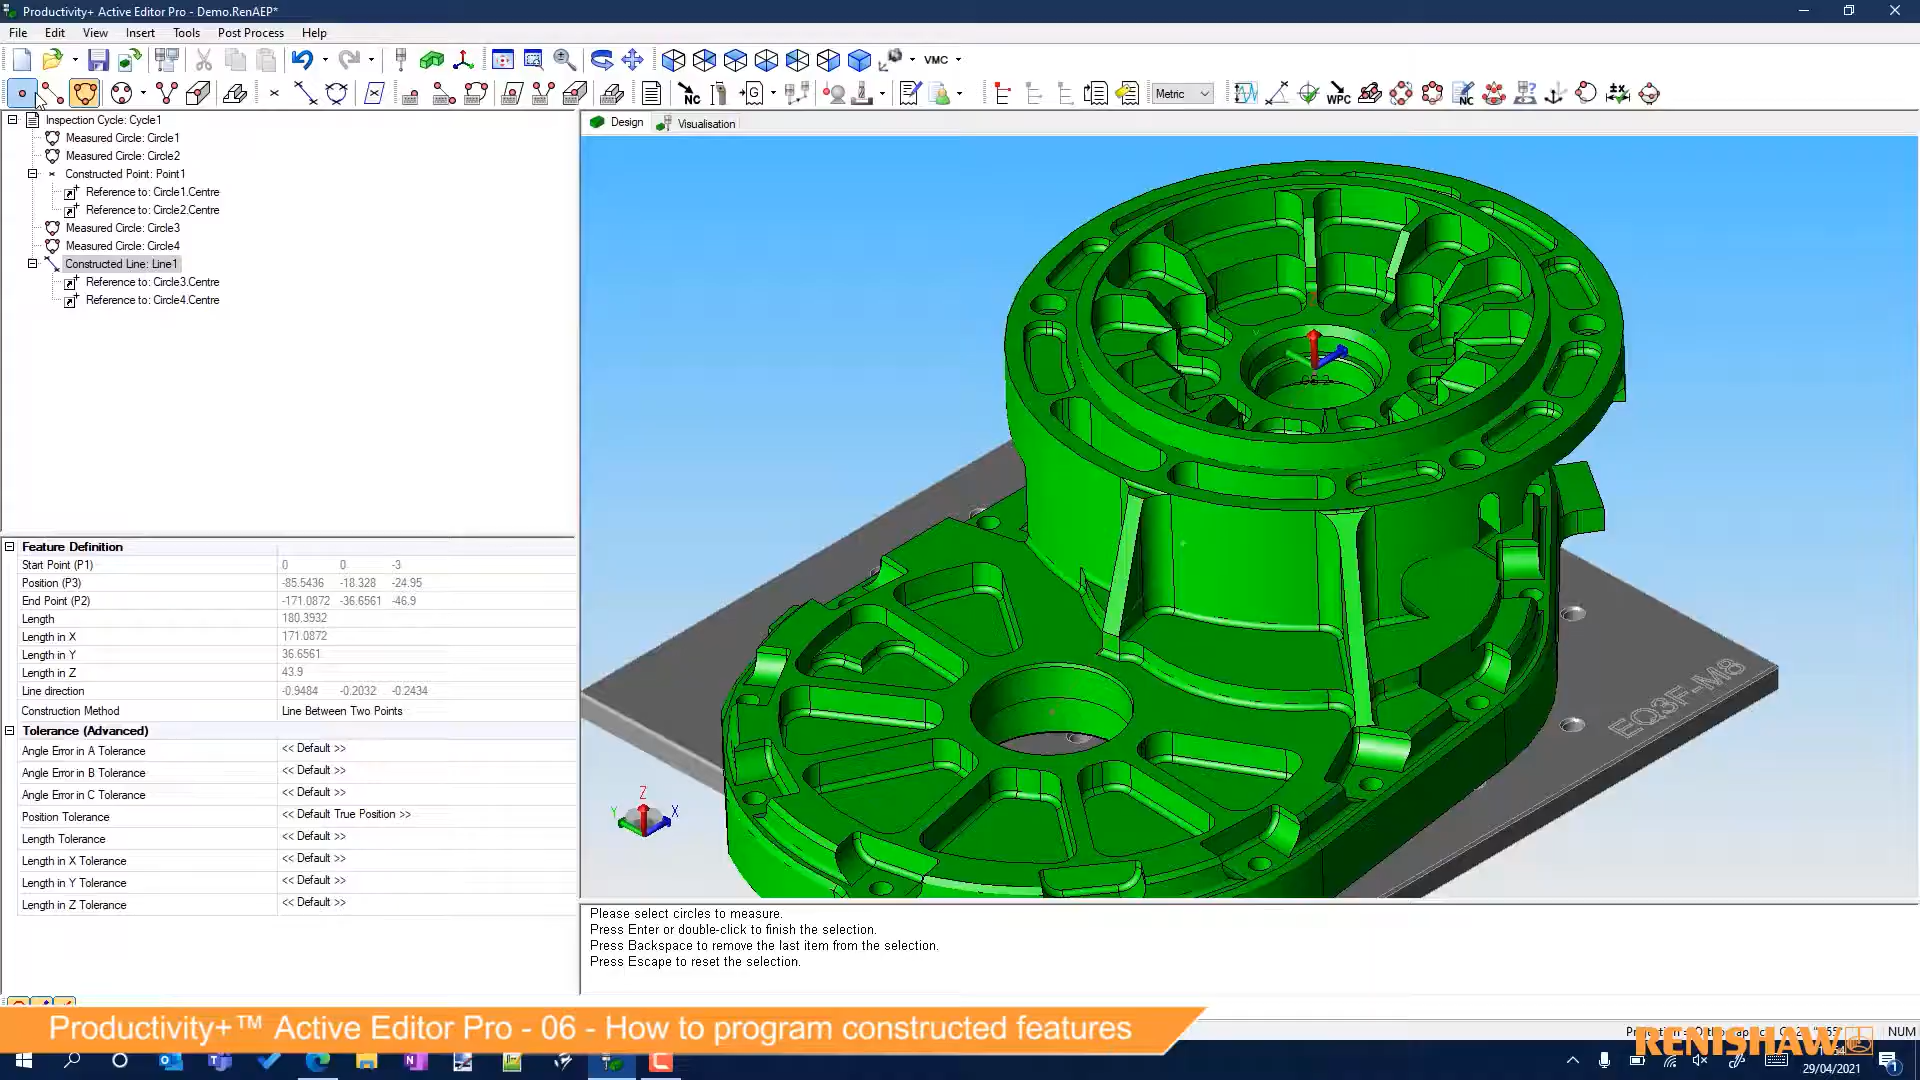 Productivity+ Active Editor Pro - Demo.RenAEP*
File Edit View Insert Tools Post Process Help
VMC
NC G Metric WPC NC
Inspection Cycle: Cycle1
Measured Circle: Circle1
Measured Circle: Circle2
Constructed Point: Point1
Reference to: Circle1.Centre
Reference to: Circle2.Centre
Measured Circle: Circle3
Measured Circle: Circle4
Constructed Line: Line1
Reference to: Circle3.Centre
Reference to: Circle4.Centre
Design Visualisation
Feature Definition
Start Point (P1) 0 0 -3
Position (P3) -85.5436 -18.328 -24.95
End Point (P2) -171.0872 -36.6561 -46.9
Length 180.3932
Length in X 171.0872
Length in Y 36.6561
Length in Z 43.9
Line direction -0.9484 -0.2032 -0.2434
Construction Method Line Between Two Points
Tolerance (Advanced)
Angle Error in A Tolerance << Default >>
Angle Error in B Tolerance << Default >>
Angle Error in C Tolerance << Default >>
Position Tolerance << Default True Position >>
Length Tolerance << Default >>
Length in X Tolerance << Default >>
Length in Y Tolerance << Default >>
Length in Z Tolerance << Default >>
EQ3F-M8
Z
Y X
Please select circles to measure.
Press Enter or double-click to finish the selection.
Press Backspace to remove the last item from the selection.
Press Escape to reset the selection.
Productivity+™ Active Editor Pro - 06 - How to program constructed features
NUM
RENISHAW
29/04/2021
1